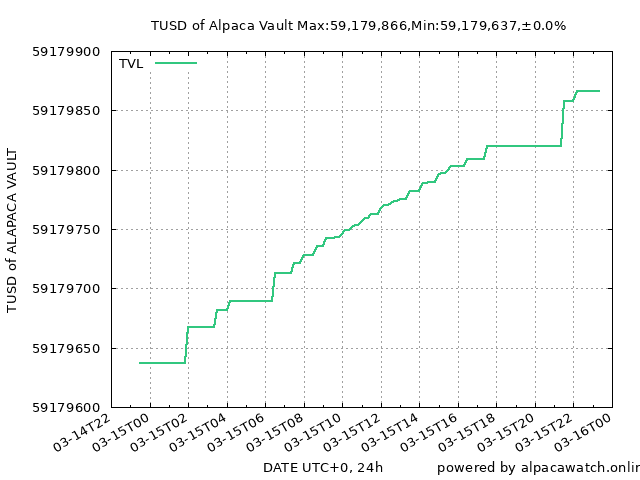 TUSD of Alpaca Vault Max:59,179,866,Min:59,179,637,±0.0%
TVL
59179900
59179850
59179800
59179750
59179700
59179650
59179600
TUSD of ALAPACA VAULT
03-14T22
03-15T00
03-15T02
03-15T04
03-15T06
03-15T08
03-15T10
03-15T12
03-15T14
03-15T16
03-15T18
03-15T20
03-15T22
03-16T00
DATE UTC+0, 24h
powered by alpacawatch.onlin